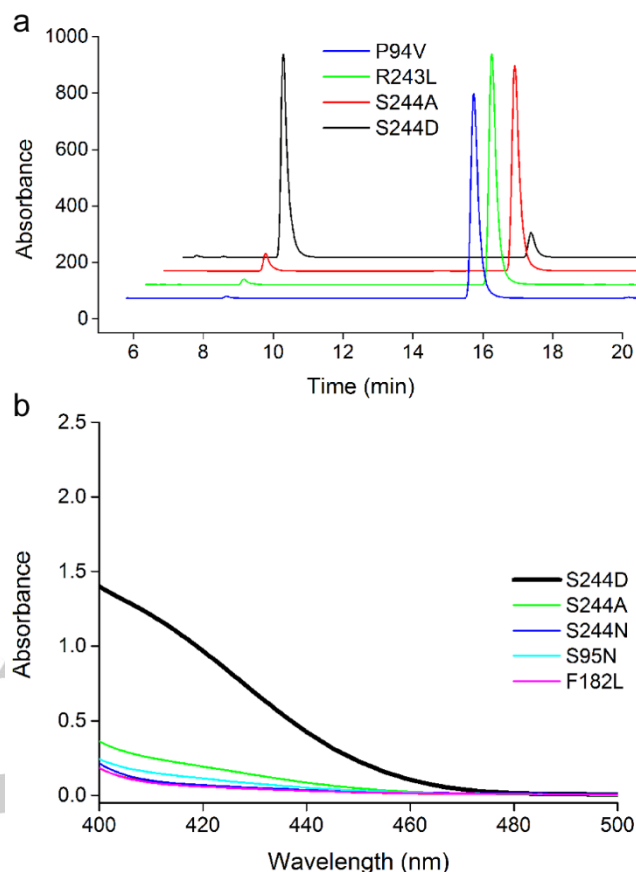 a
1000
800
600
400
200
0
Absorbance
P94V
R243L
S244A
S244D
6 8 10 12 14 16 18 20
Time (min)
b
2.5
2.0
1.5
1.0
0.5
0.0
Absorbance
S244D
S244A
S244N
S95N
F182L
400 420 440 460 480 500
Wavelength (nm)